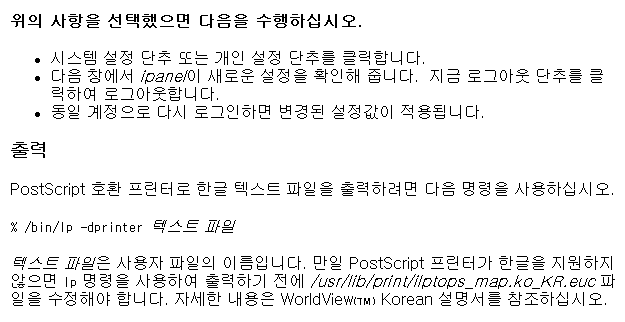 위의 사항을 선택했으면 다음을 수행하십시오.
• 시스템 설정 단추 또는 개인 설정 단추를 클릭합니다.
• 다음 창에서 ipanel이 새로운 설정을 확인해 줍니다. 지금 로그아웃 단추를 클
릭하여 로그아웃합니다.
• 동일 계정으로 다시 로그인하면 변경된 설정값이 적용됩니다.
출력
PostScript 호환 프린터로 한글 텍스트 파일을 출력하려면 다음 명령을 사용하십시오.
% /bin/lp -dprinter 텍스트 파일
텍스트 파일은 사용자 파일의 이름입니다. 만일 PostScript 프린터가 한글을 지원하지
않으면 lp 명령을 사용하여 출력하기 전에 /usr/lib/print/ilptops_map.ko_KR.euc 파
일을 수정해야 합니다. 자세한 내용은 WorldView(TM) Korean 설명서를 참조하십시오.